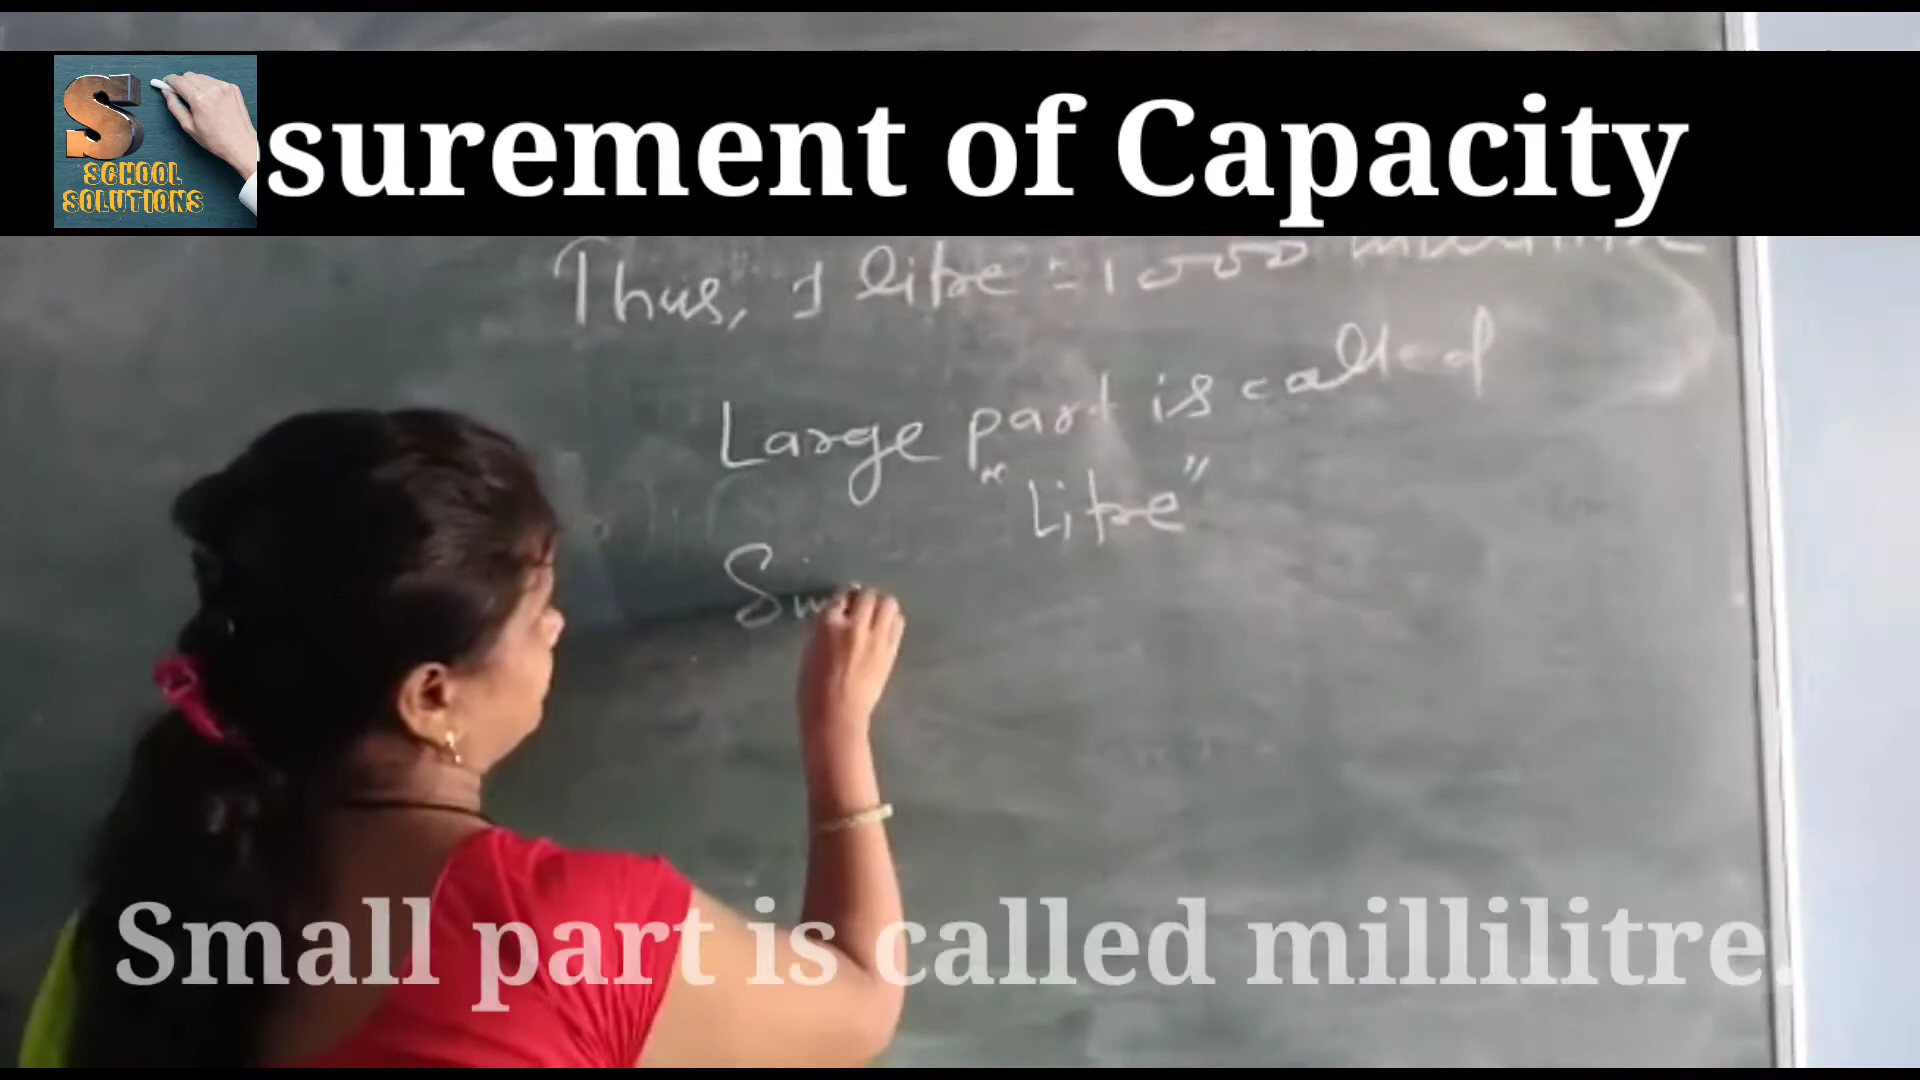 surement of Capacity
SCHOOL
SOLUTIONS
Thus, 1 litre = 1000
Large part is called
"Litre"
Small part is called millilitre.